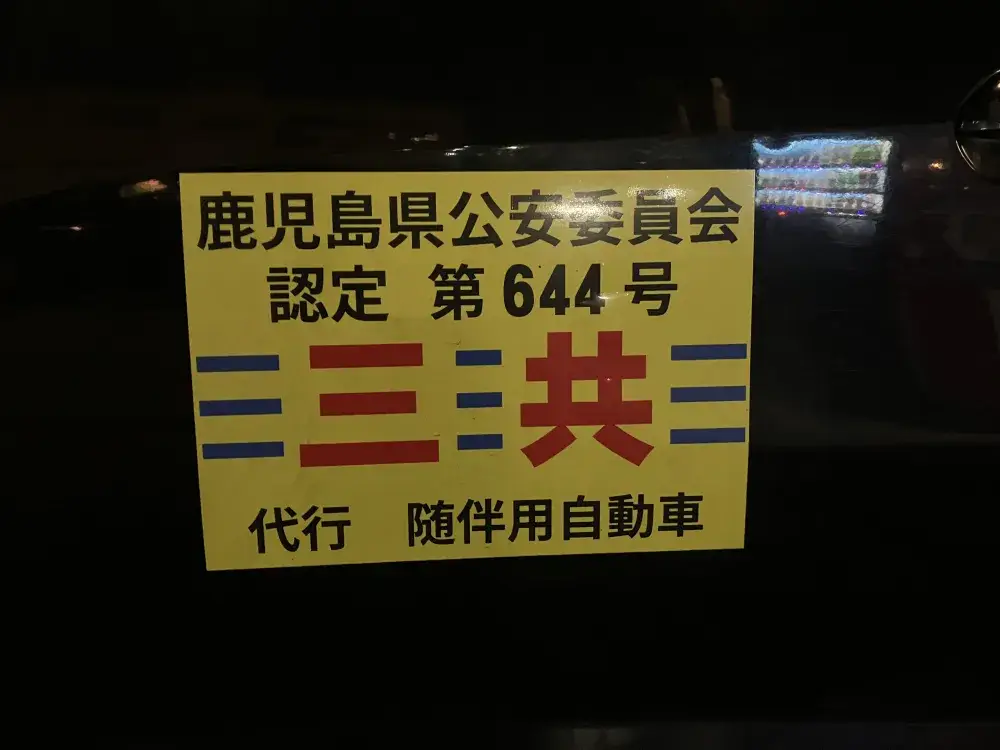 鹿児島県公安委員会
認定 第644号
三共
代行 随伴用自動車